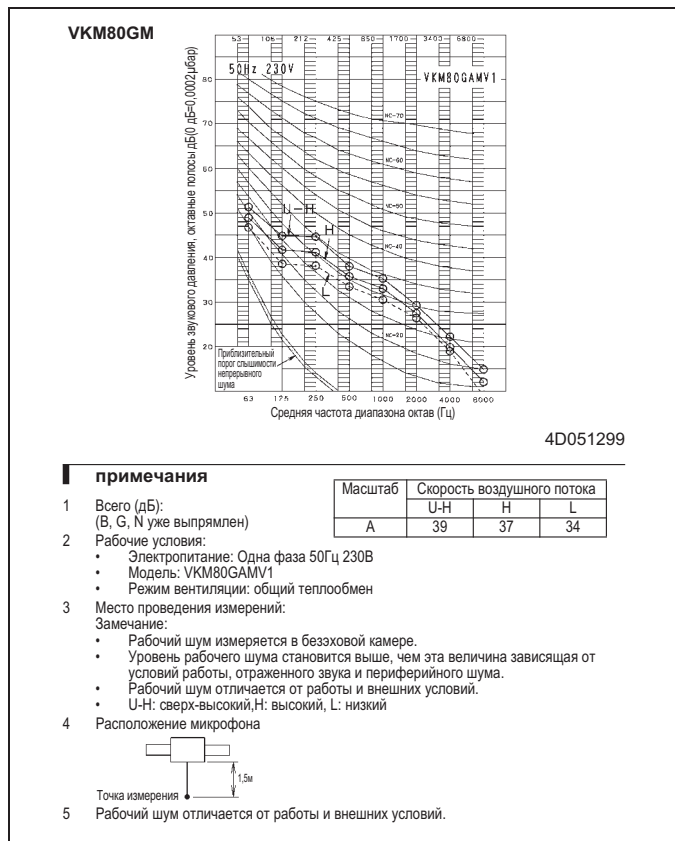 VKM80GM
53 106 212 425 850 1700 3400 6800
50Hz 230V
VKM80GAMV1
Уровень звукового давления, октавные полосы дБ(0 дБ=0,0002µбар)
80
70
60
50
40
30
20
NC-70
NC-60
NC-50
NC-40
NC-20
U-H
H
L
Приблизительный
порог слышимости
непрерывного
шума
63 125 250 500 1000 2000 4000 8000
Средняя частота диапазона октав (Гц)
4D051299
примечания
Масштаб Скорость воздушного потока
U-H H L
A 39 37 34
1 Всего (дБ):
(B, G, N уже выпрямлен)
2 Рабочие условия:
• Электропитание: Одна фаза 50Гц 230В
• Модель: VKM80GAMV1
• Режим вентиляции: общий теплообмен
3 Место проведения измерений:
Замечание:
• Рабочий шум измеряется в безэховой камере.
• Уровень рабочего шума становится выше, чем эта величина зависящая от
условий работы, отраженного звука и периферийного шума.
• Рабочий шум отличается от работы и внешних условий.
• U-H: сверх-высокий,H: высокий, L: низкий
4 Расположение микрофона
1,5м
Точка измерения
5 Рабочий шум отличается от работы и внешних условий.